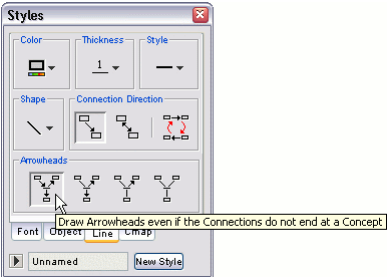 Styles
Color Thickness Style
1
Shape Connection Direction
Arrowheads
Draw Arrowheads even if the Connections do not end at a Concept
Font Object Line Cmap
Unnamed New Style